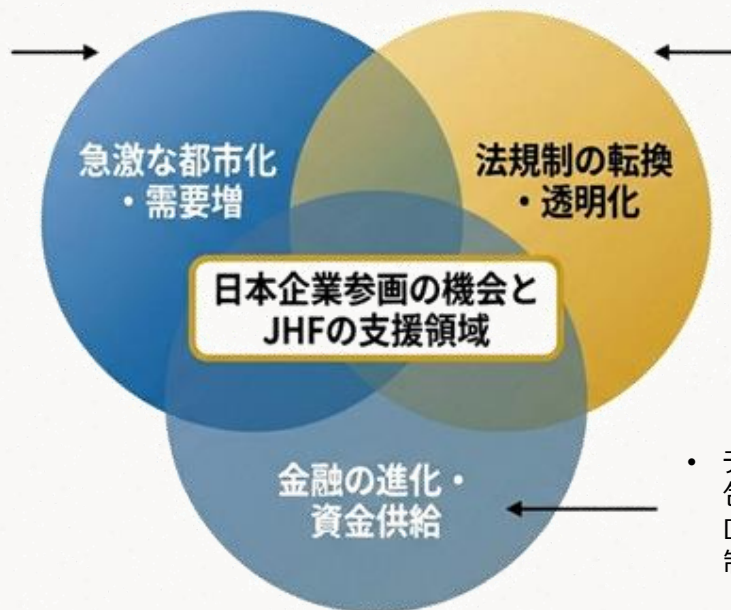 急激な都市化
・需要増
法規制の転換
・透明化
日本企業参画の機会と
JHFの支援領域
金融の進化・
資金供給